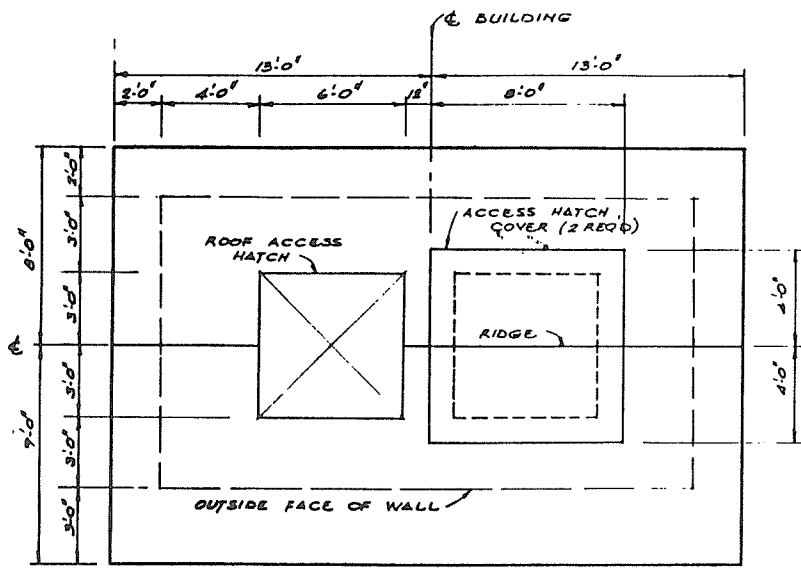 ℄ BUILDING
13'-0" 13'-0"
2'-0" 4'-0" 6'-0" 12" 8'-0"
ROOF ACCESS
HATCH
ACCESS HATCH
COVER (2 REQ'D)
RIDGE
OUTSIDE FACE OF WALL
8'-0"
9'-0"
2'-0"
3'-0"
3'-0"
3'-0"
3'-0"
3'-0"
4'-0"
4'-0"
℄